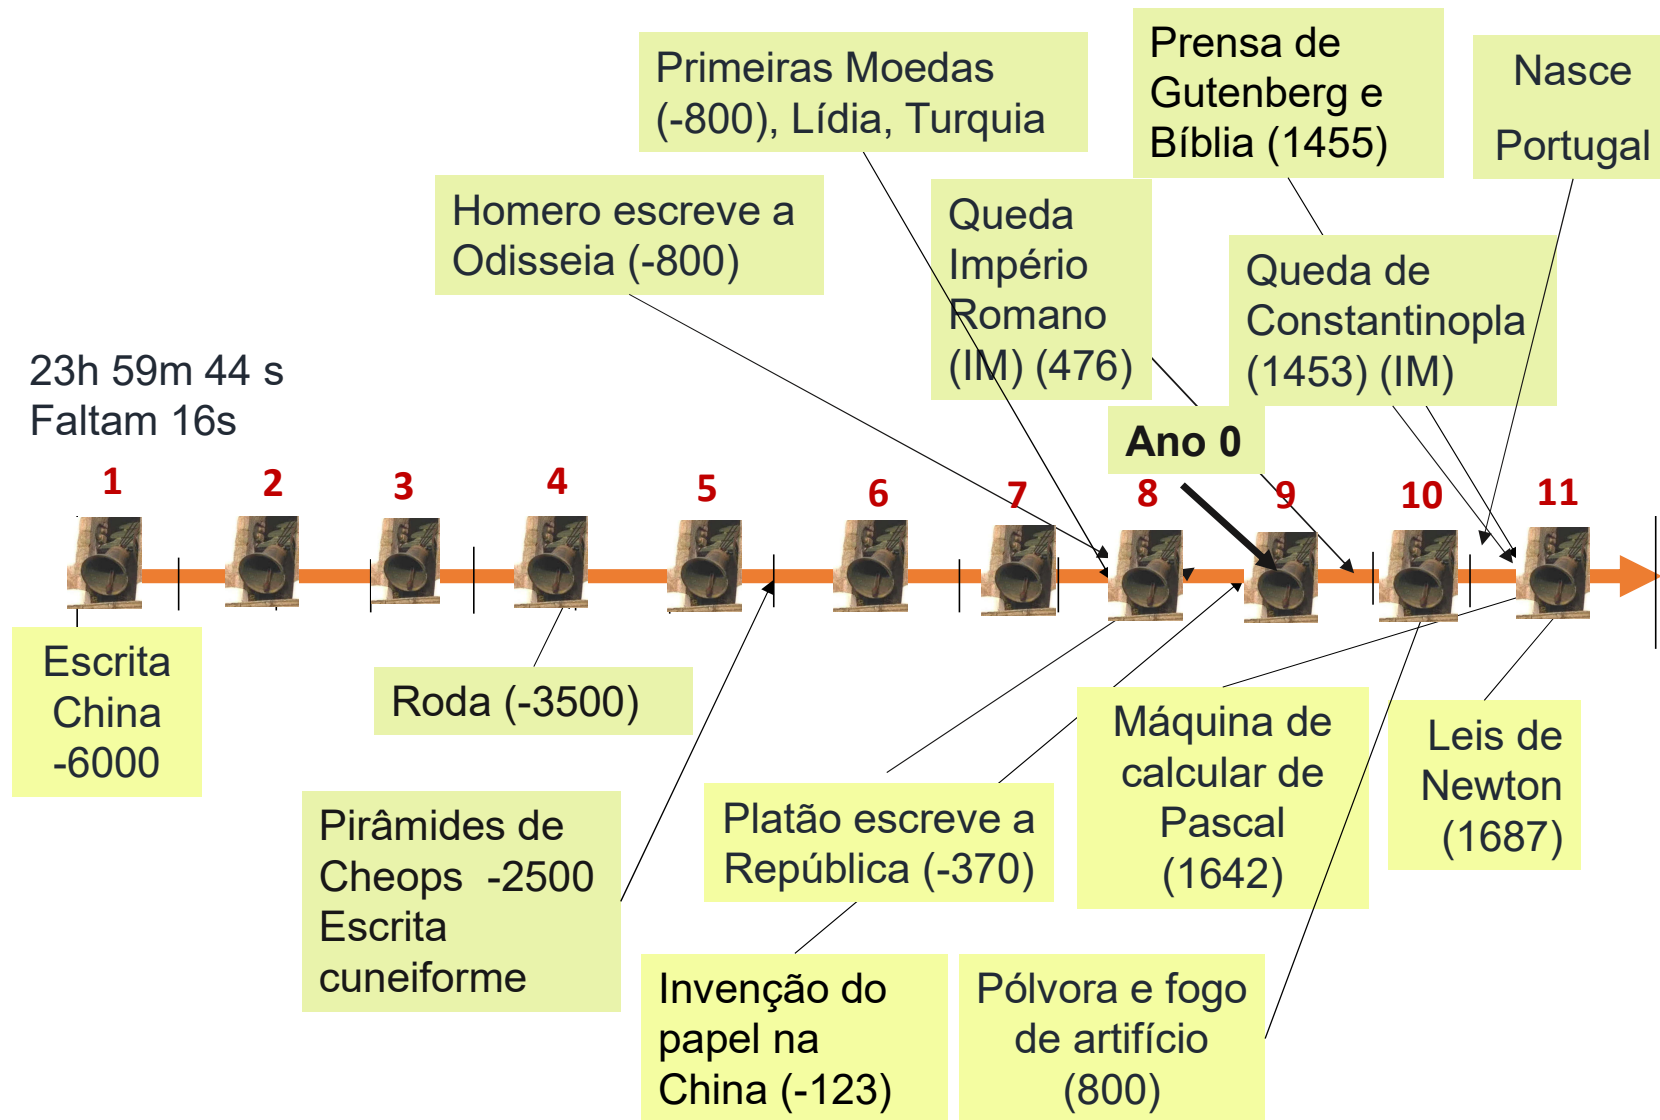 Primeiras Moedas
(-800), Lídia, Turquia
Prensa de
Gutenberg e
Bíblia (1455)
Nasce
Portugal
Homero escreve a
Odisseia (-800)
Queda
Império
Romano
(IM) (476)
Queda de
Constantinopla
(1453) (IM)
23h 59m 44 s
Faltam 16s
Ano 0
1 2 3 4 5 6 7 8 9 10 11
Escrita
China
-6000
Roda (-3500)
Pirâmides de
Cheops -2500
Escrita
cuneiforme
Platão escreve a
República (-370)
Máquina de
calcular de
Pascal
(1642)
Leis de
Newton
(1687)
Invenção do
papel na
China (-123)
Pólvora e fogo
de artifício
(800)